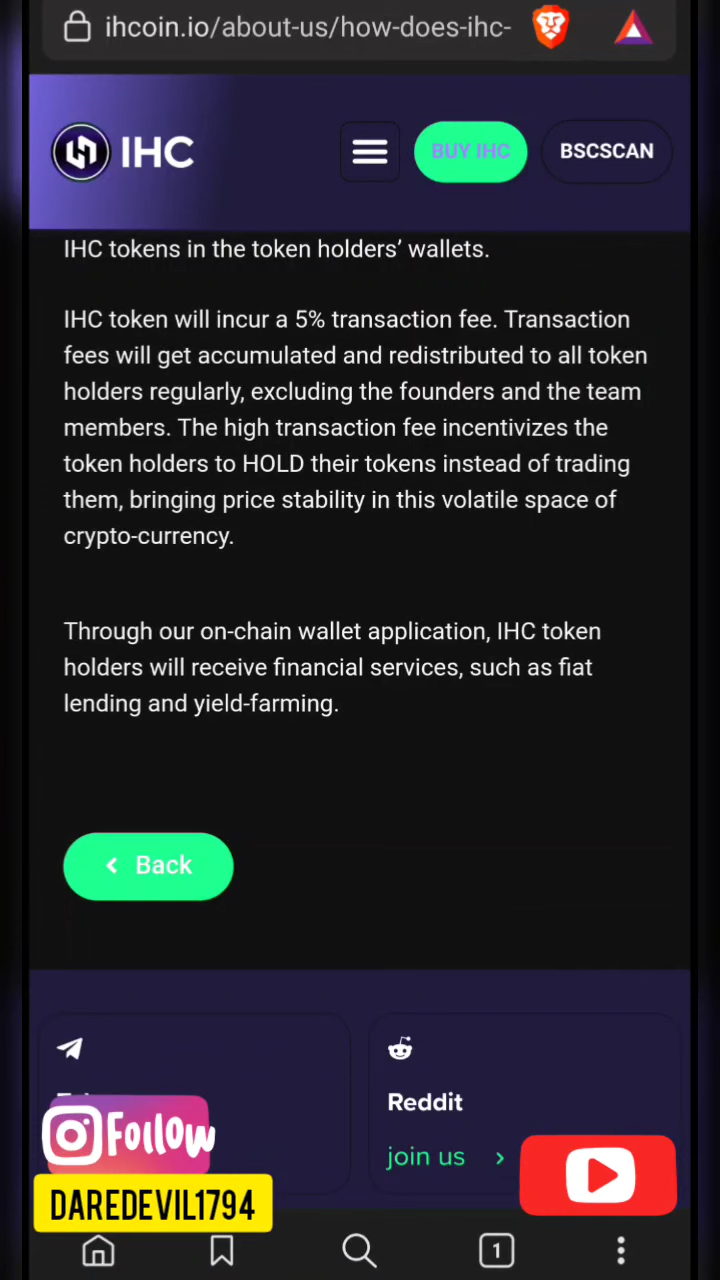 ihcoin.io/about-us/how-does-ihc-
IHC
BUY IHC
BSCSCAN
IHC tokens in the token holders’ wallets.
IHC token will incur a 5% transaction fee. Transaction
fees will get accumulated and redistributed to all token
holders regularly, excluding the founders and the team
members. The high transaction fee incentivizes the
token holders to HOLD their tokens instead of trading
them, bringing price stability in this volatile space of
crypto-currency.
Through our on-chain wallet application, IHC token
holders will receive financial services, such as fiat
lending and yield-farming.
Back
Reddit
join us
Follow
DAREDEVIL1794
1